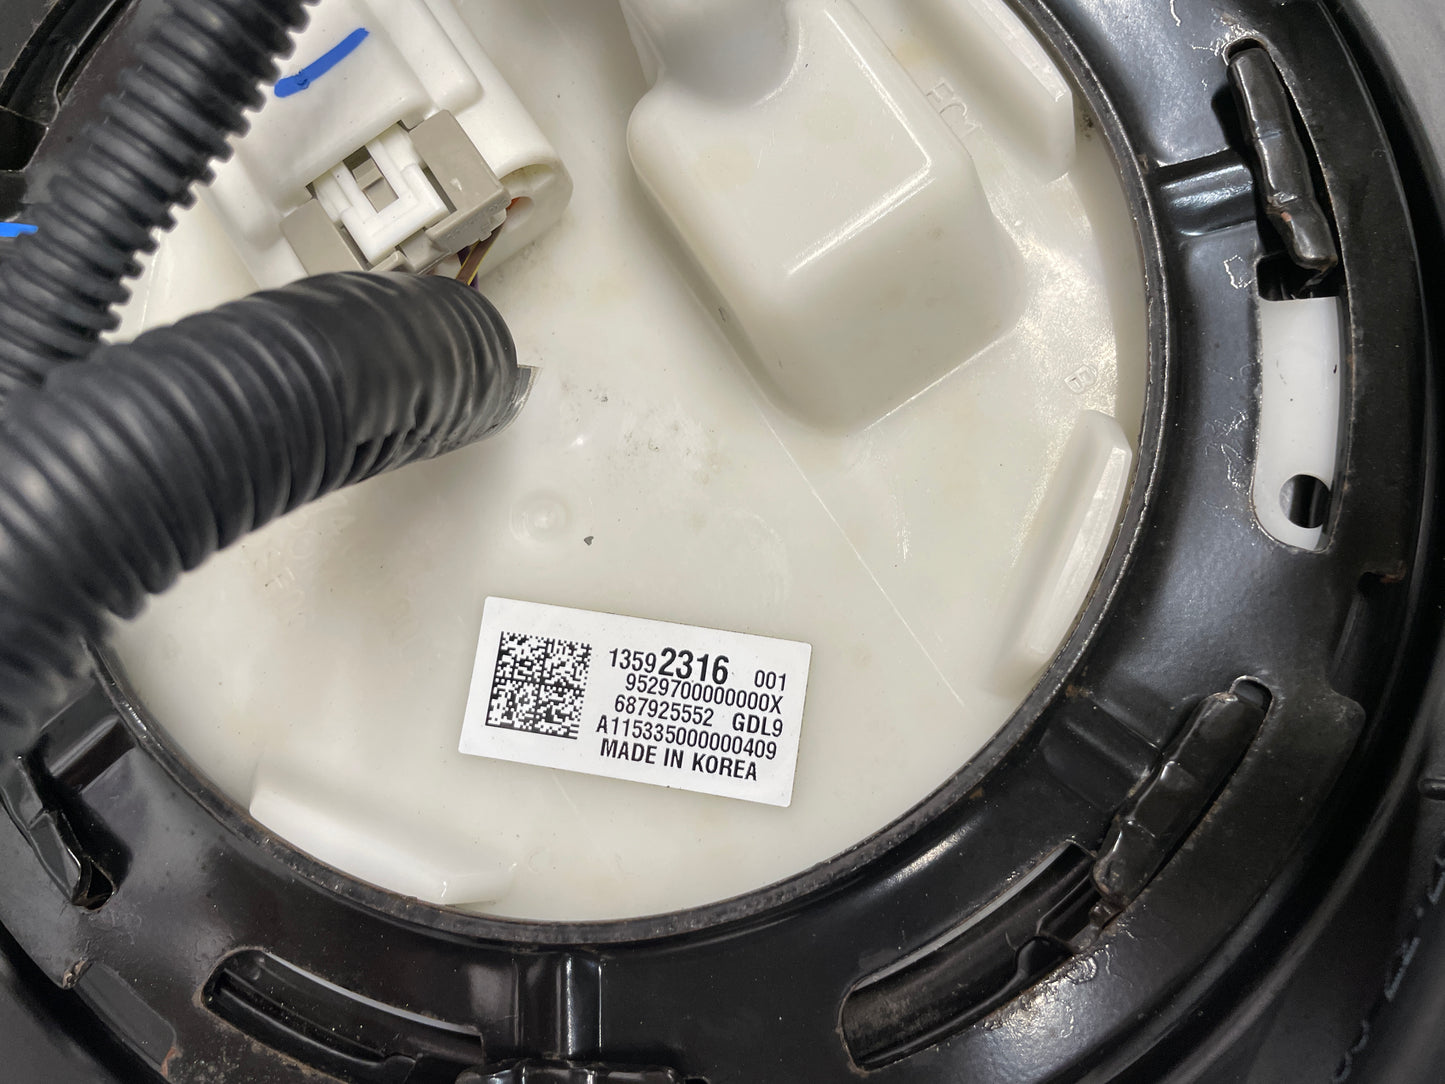 13592316 001
9529700000000X
687925552 GDL9
A115335000000409
MADE IN KOREA